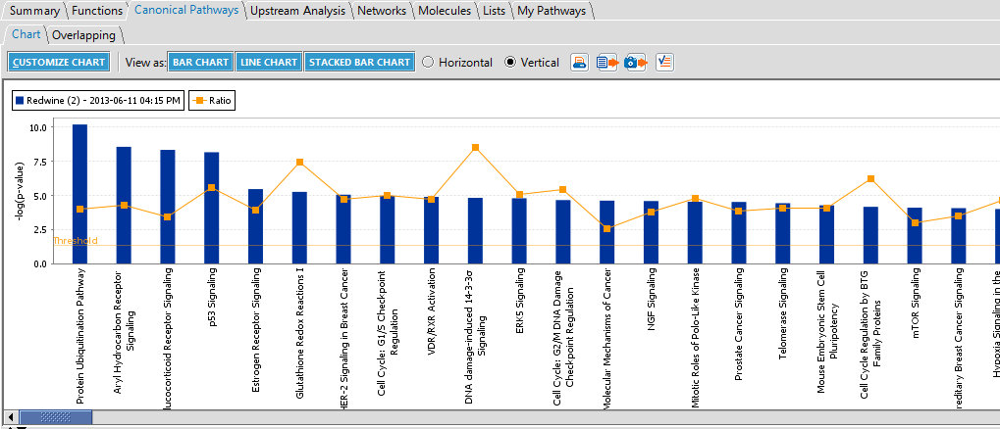 Summary Functions Canonical Pathways Upstream Analysis Networks Molecules Lists My Pathways
Chart Overlapping
CUSTOMIZE CHART View as: BAR CHART LINE CHART STACKED BAR CHART Horizontal Vertical
Redwine (2) - 2013-06-11 04:15 PM Ratio
-log(p-value)
10.0
7.5
5.0
2.5
0.0
Threshold
Protein Ubiquitination Pathway
Aryl Hydrocarbon Receptor
Signaling
lucocorticoid Receptor Signaling
p53 Signaling
Estrogen Receptor Signaling
Glutathione Redox Reactions I
HER-2 Signaling in Breast Cancer
Cell Cycle: G1/S Checkpoint
Regulation
VDR/RXR Activation
DNA damage-induced 14-3-3σ
Signaling
ERK5 Signaling
Cell Cycle: G2/M DNA Damage
Checkpoint Regulation
Molecular Mechanisms of Cancer
NGF Signaling
Mitotic Roles of Polo-Like Kinase
Prostate Cancer Signaling
Telomerase Signaling
Mouse Embryonic Stem Cell
Pluripotency
Cell Cycle Regulation by BTG
Family Proteins
mTOR Signaling
reditary Breast Cancer Signaling
Hypoxia Signaling in the